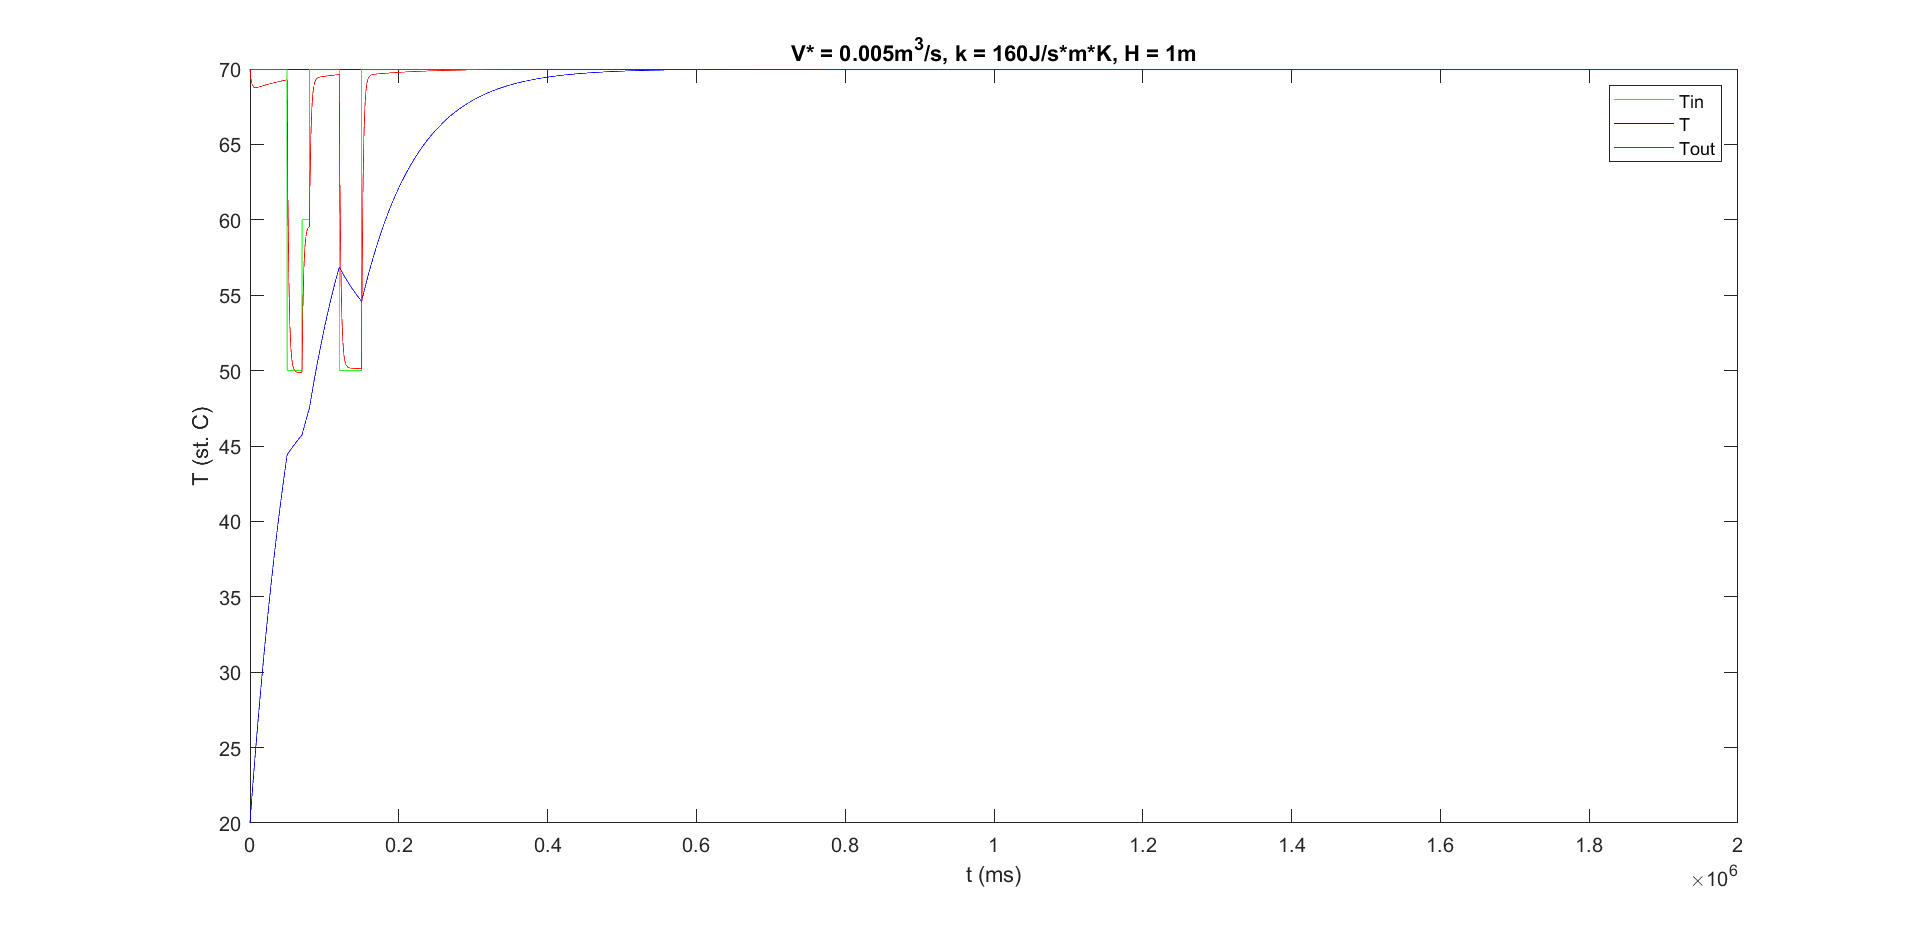 V* = 0.005m³/s, k = 160J/s*m*K, H = 1m
70
65
60
55
50
45
40
35
30
25
20
T (st. C)
Tin
T
Tout
0 0.2 0.4 0.6 0.8 1 1.2 1.4 1.6 1.8 2
t (ms)
×10⁶